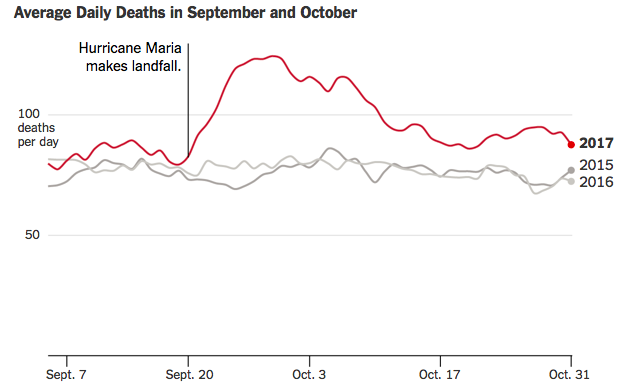 Average Daily Deaths in September and October
Hurricane Maria
makes landfall.
100
deaths
per day
2017
2015
2016
50
Sept. 7
Sept. 20
Oct. 3
Oct. 17
Oct. 31